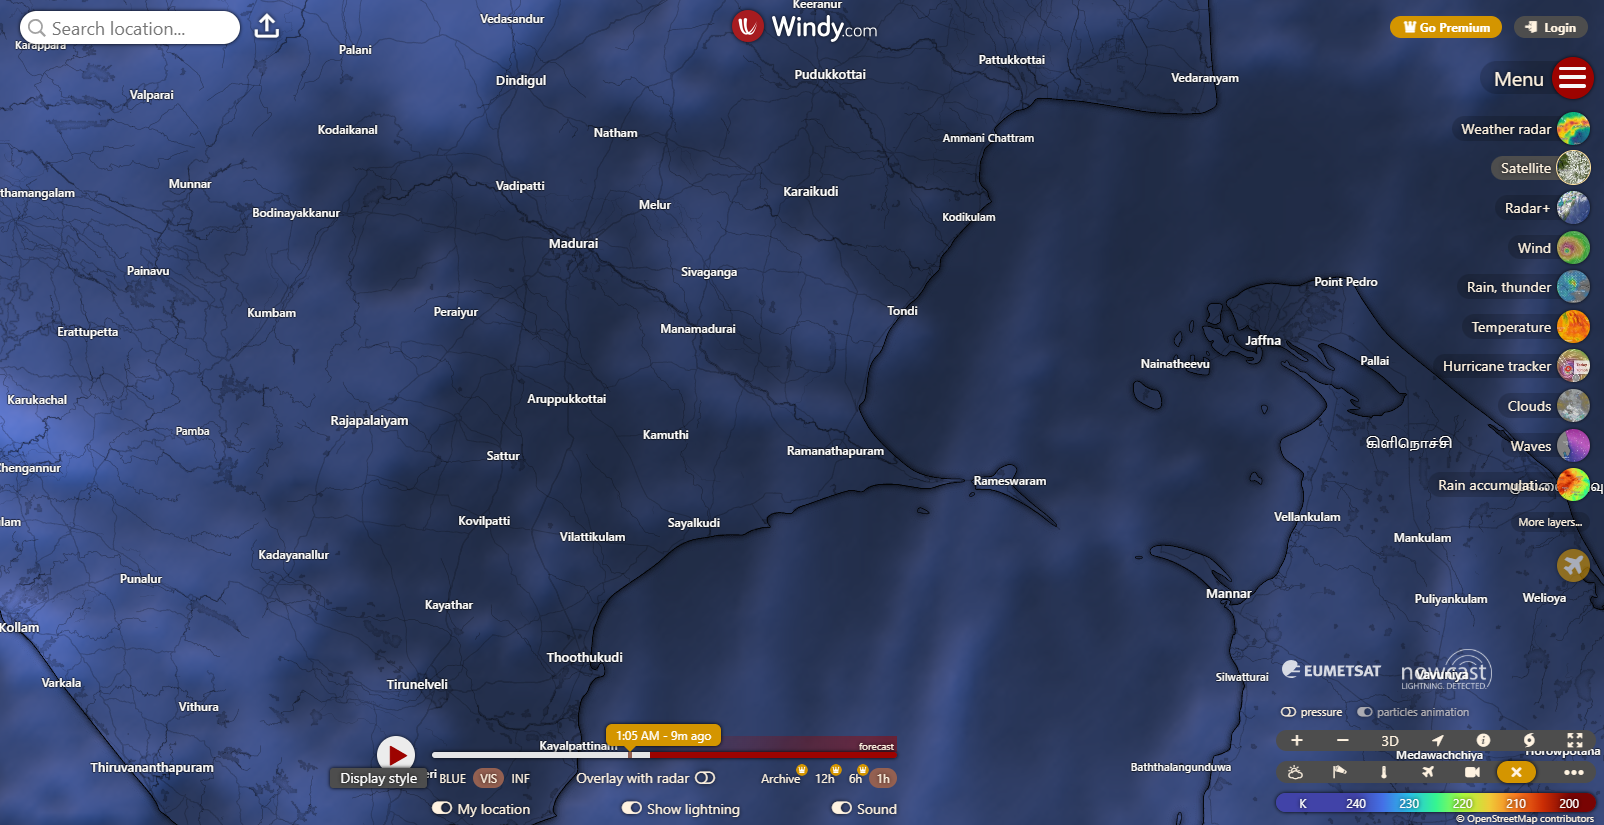 Keeranur
Search location...
Vedasandur
Windy.com
Go Premium
Login
Karappara
Palani
Pattukkottai
Dindigul
Pudukkottai
Vedaranyam
Menu
Valparai
Kodaikanal
Natham
Ammani Chattram
Weather radar
Satellite
Munnar
Vadipatti
Karaikudi
thamangalam
Bodinayakkanur
Melur
Kodikulam
Radar+
Madurai
Wind
Painavu
Sivaganga
Point Pedro
Rain, thunder
Kumbam
Peraiyur
Tondi
Erattupetta
Manamadurai
Jaffna
Temperature
Nainatheevu
Pallai
Hurricane tracker
Karukachal
Aruppukkottai
Clouds
Rajapalaiyam
Pamba
Kamuthi
கிளிநொச்சி
Waves
Sattur
Ramanathapuram
Chengannur
Rameswaram
Rain accumulati...
lam
Kovilpatti
Sayalkudi
Vellankulam
More layers...
Vilattikulam
Mankulam
Kadayanallur
Punalur
Kayathar
Mannar
Puliyankulam
Welioya
Kollam
Thoothukudi
Varkala
Tirunelveli
Silwatturai
EUMETSAT
nowcast
Vavuniya
LIGHTNING. DETECTED.
Vithura
pressure
particles animation
1:05 AM - 9m ago
Kayalpattinam
forecast
3D
Medawachchiya
Horowpotana
Thiruvananthapuram
Baththalangunduwa
Display style
eri
BLUE
VIS
INF
Overlay with radar
Archive
12h
6h
1h
My location
Show lightning
Sound
K
240
230
220
210
200
© OpenStreetMap contributors